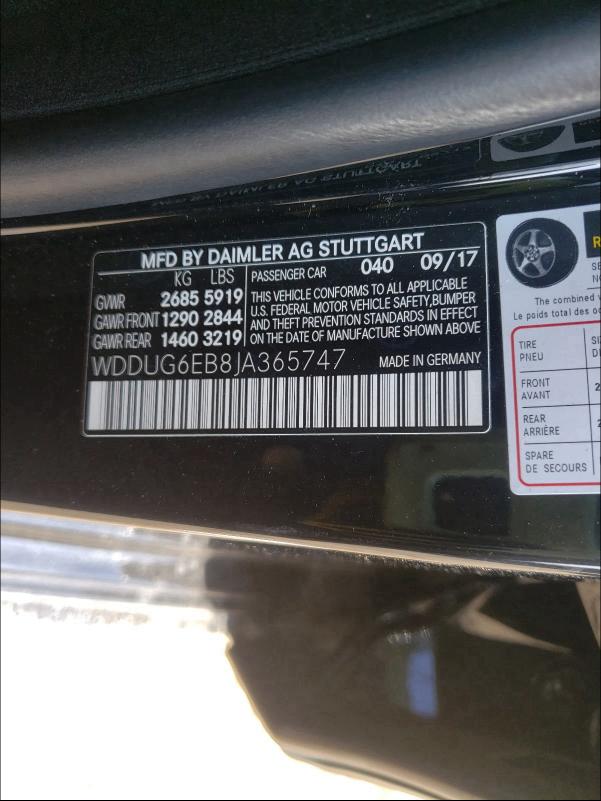 MFD BY DAIMLER AG STUTTGART
KG LBS
GVWR 2685 5919
GAWR FRONT 1290 2844
GAWR REAR 1460 3219
PASSENGER CAR 040 09/17
THIS VEHICLE CONFORMS TO ALL APPLICABLE
U.S. FEDERAL MOTOR VEHICLE SAFETY, BUMPER
AND THEFT PREVENTION STANDARDS IN EFFECT
ON THE DATE OF MANUFACTURE SHOWN ABOVE
WDDUG6EB8JA365747 MADE IN GERMANY
The combined
Le poids total des oc
TIRE
PNEU
FRONT
AVANT
REAR
ARRIÈRE
SPARE
DE SECOURS